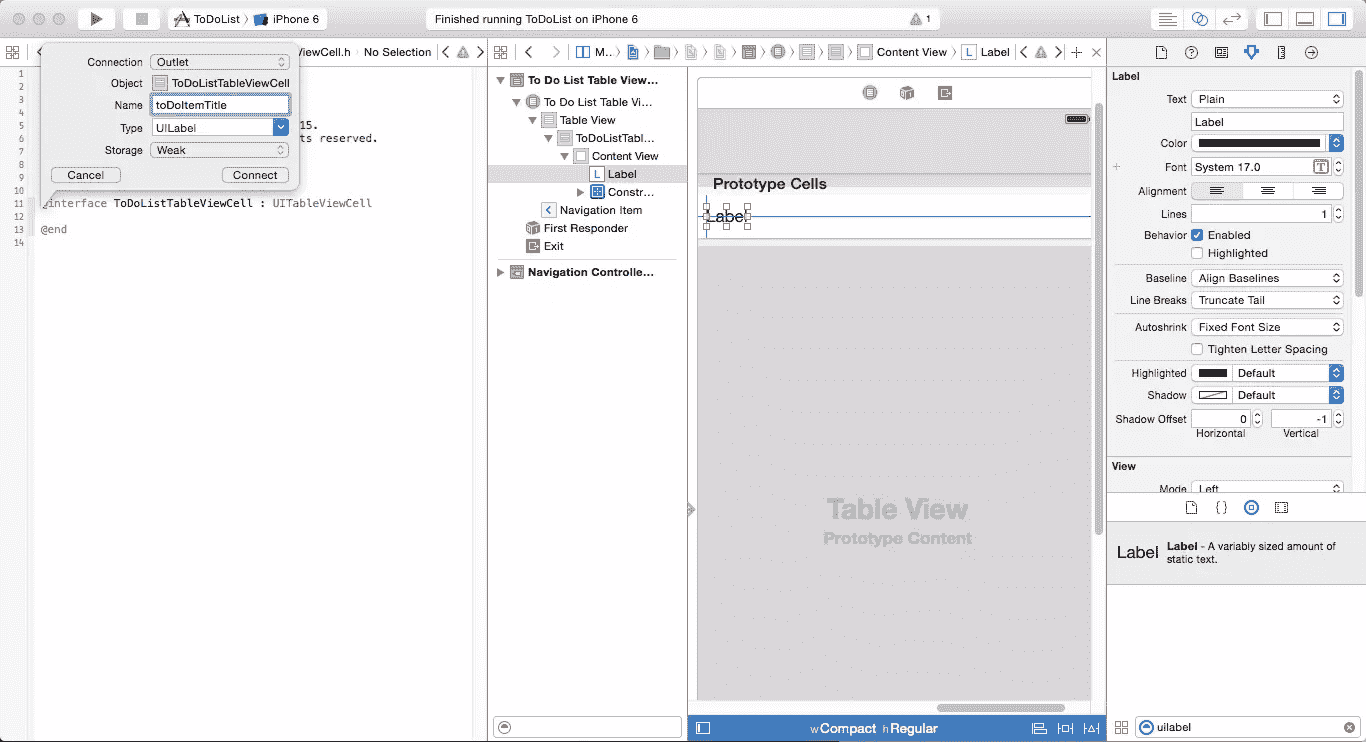 ToDoList 〉 iPhone 6
Finished running ToDoList on iPhone 6
1
ViewCell.h 〉 No Selection
M... 〉
Content View 〉 L Label
Connection Outlet
Object ToDoListTableViewCell
Name toDoItemTitle
Type UILabel
Storage Weak
Cancel Connect
1
2
3
4
5 15.
6 ts reserved.
7
8
9
10
11 @interface ToDoListTableViewCell : UITableViewCell
12
13 @end
14
To Do List Table View...
To Do List Table Vi...
Table View
ToDoListTabl...
Content View
L Label
Constr...
Navigation Item
First Responder
Exit
Navigation Controlle...
Prototype Cells
Label
Table View
Prototype Content
wCompact hRegular
Label
Text Plain
Label
Color
Font System 17.0 T
Alignment
Lines 1
Behavior Enabled
Highlighted
Baseline Align Baselines
Line Breaks Truncate Tail
Autoshrink Fixed Font Size
Tighten Letter Spacing
Highlighted Default
Shadow Default
Shadow Offset 0 -1
Horizontal Vertical
View
Mode Left
{ }
Label Label - A variably sized amount of
static text.
uilabel